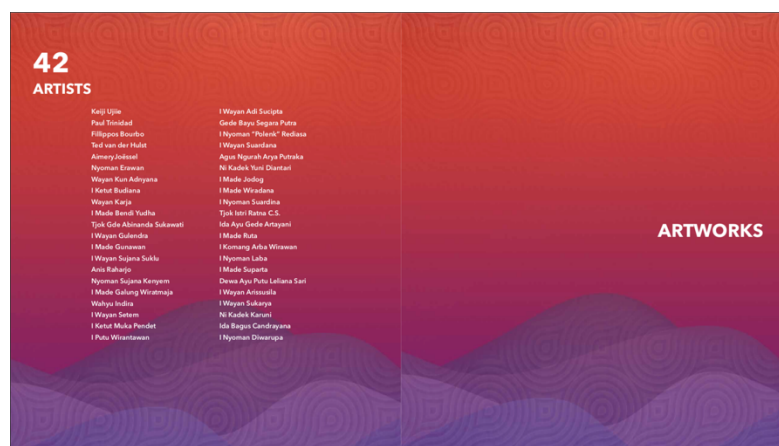 42
ARTISTS
Keiji Ujiie
Paul Trinidad
Fillippos Bourbo
Ted van der Hulst
AimeryJoëssel
Nyoman Erawan
Wayan Kun Adnyana
I Ketut Budiana
Wayan Karja
I Made Bendi Yudha
Tjok Gde Abinanda Sukawati
I Wayan Gulendra
I Made Gunawan
I Wayan Sujana Suklu
Anis Raharjo
Nyoman Sujana Kenyem
I Made Galung Wiratmaja
Wahyu Indira
I Wayan Setem
I Ketut Muka Pendet
I Putu Wirantawan
I Wayan Adi Sucipta
Gede Bayu Segara Putra
I Nyoman "Polenk" Rediasa
I Wayan Suardana
Agus Ngurah Arya Putraka
Ni Kadek Yuni Diantari
I Made Jodog
I Made Wiradana
I Nyoman Suardina
Tjok Istri Ratna C.S.
Ida Ayu Gede Artayani
I Made Ruta
I Komang Arba Wirawan
I Nyoman Laba
I Made Suparta
Dewa Ayu Putu Leliana Sari
I Wayan Arissusila
I Wayan Sukarya
Ni Kadek Karuni
Ida Bagus Candrayana
I Nyoman Diwarupa
ARTWORKS